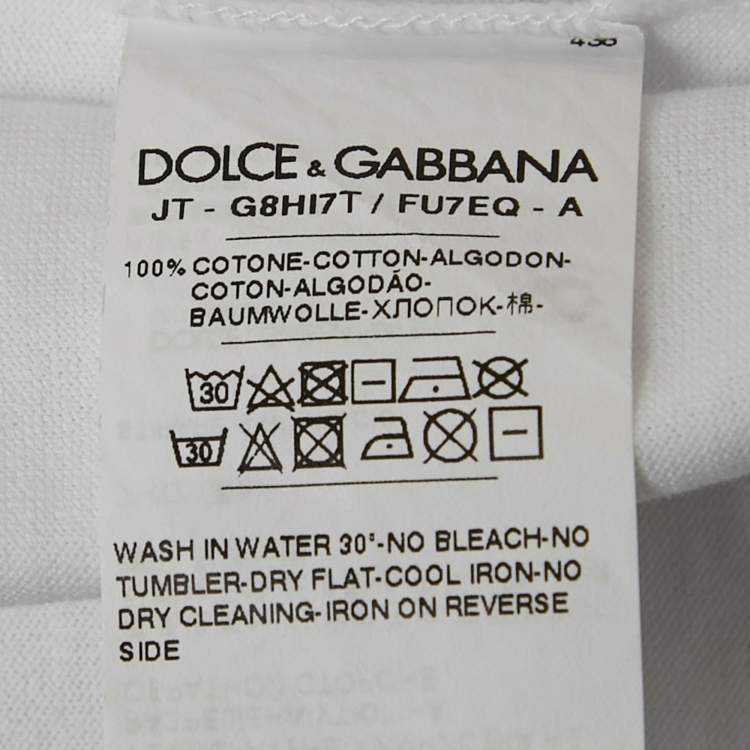 DOLCE & GABBANA
JT - G8HI7T / FU7EQ - A
100% COTONE-COTTON-ALGODON-
COTON-ALGODÃO-
BAUMWOLLE-ХЛОПОК-棉-
30
30
WASH IN WATER 30°-NO BLEACH-NO
TUMBLER-DRY FLAT-COOL IRON-NO
DRY CLEANING-IRON ON REVERSE
SIDE